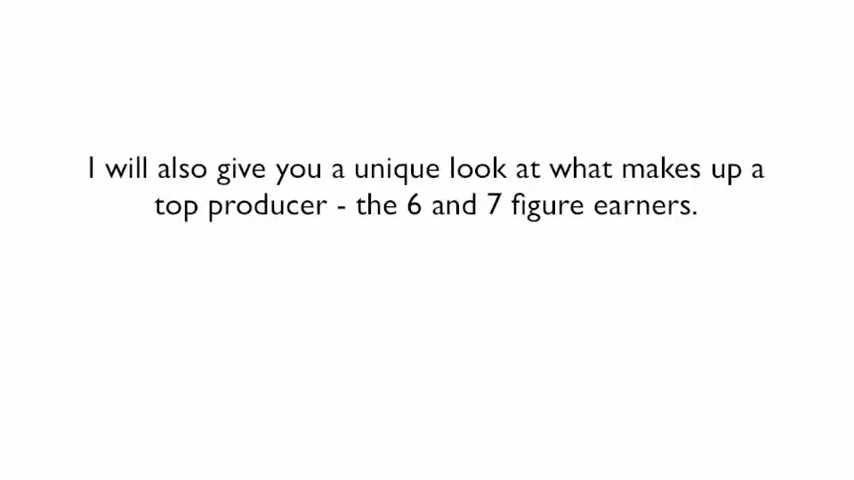 I will also give you a unique look at what makes up a
top producer - the 6 and 7 figure earners.